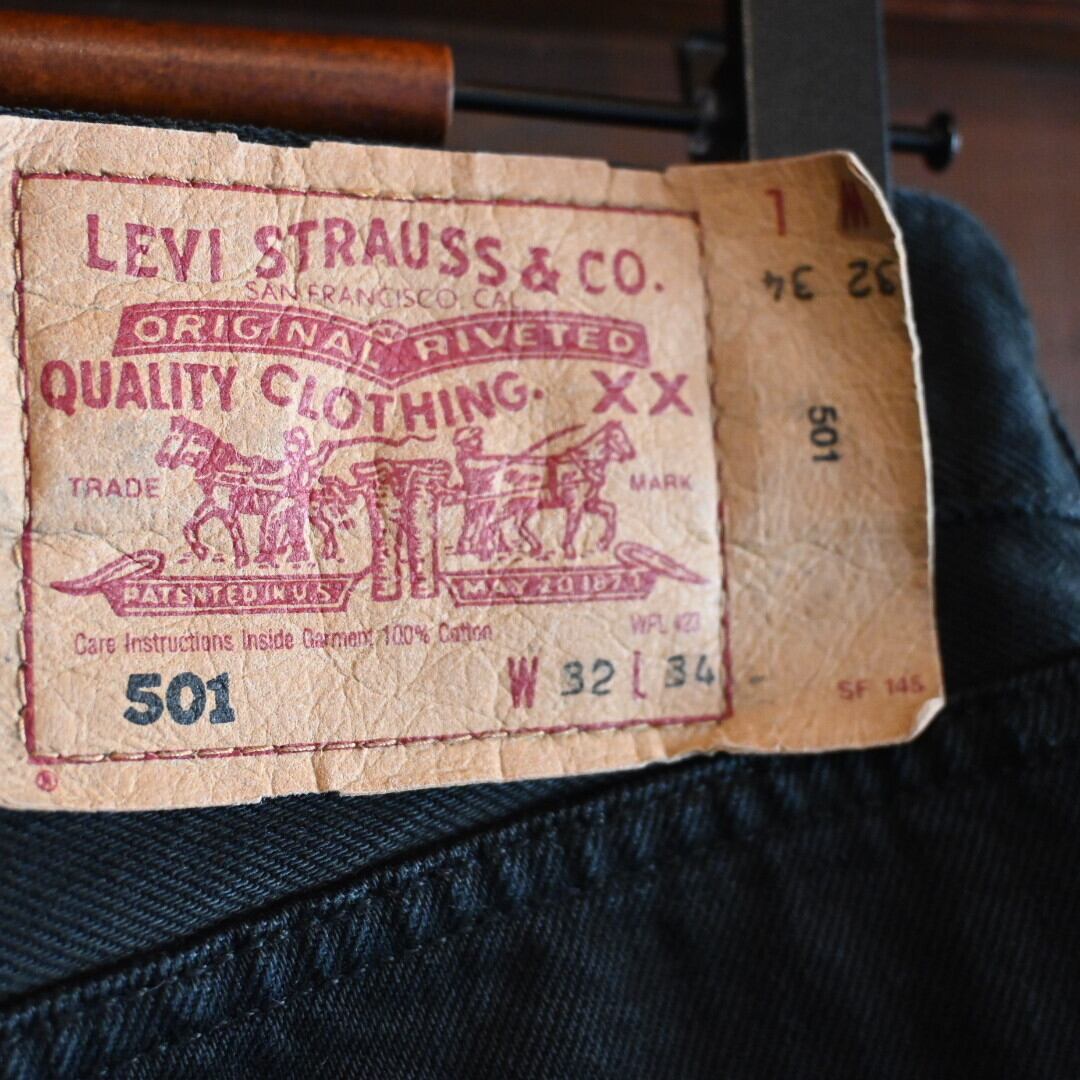 LEVI STRAUSS & CO.
SAN FRANCISCO, CAL.
ORIGINAL RIVETED
QUALITY CLOTHING. XX
TRADE MARK
PATENTED IN U.S. MAY 20 1873
Care Instructions Inside Garment 100% Cotton
WPL 423
501 W 32 L 34 -
®
L W
32 34
501
SF 145